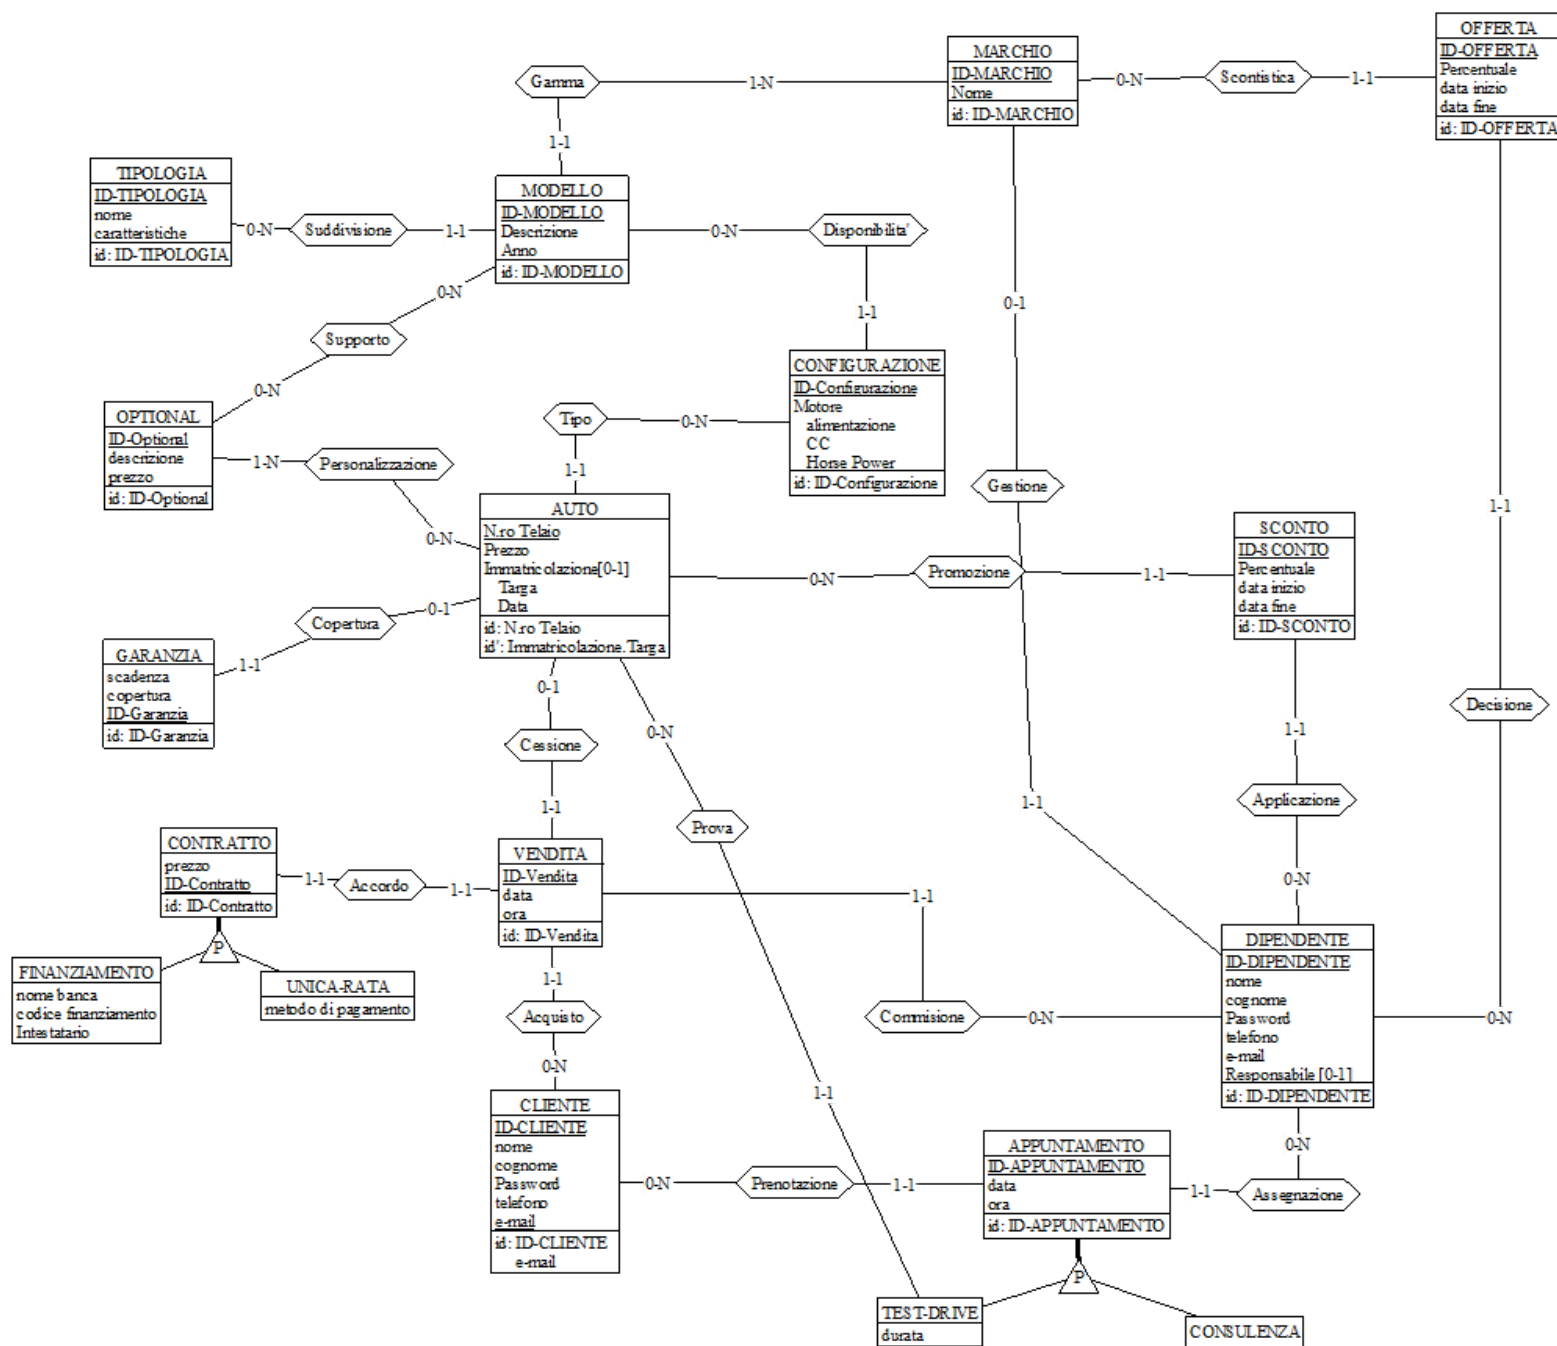 OFFERTA
ID-OFFERTA
Percentuale
data inizio
data fine
id: ID-OFFERTA
MARCHIO
ID-MARCHIO
Nome
id: ID-MARCHIO
0-N
Scontistica
1-1
Gamma
1-N
1-1
TIPOLOGIA
ID-TIPOLOGIA
nome
caratteristiche
id: ID-TIPOLOGIA
0-N
Suddivisione
1-1
MODELLO
ID-MODELLO
Descrizione
Anno
id: ID-MODELLO
0-N
Disponibilita'
1-1
0-N
Supporto
0-N
0-1
CONFIGURAZIONE
ID-Configurazione
Motore
alimentazione
CC
Horse Power
id: ID-Configurazione
OPTIONAL
ID-Optional
descrizione
prezzo
id: ID-Optional
Tipo
0-N
1-1
1-N
Personalizzazione
0-N
Gestione
1-1
AUTO
N.ro Telaio
Prezzo
Immatricolazione[0-1]
Targa
Data
id: N.ro Telaio
id': Immatricolazione.Targa
0-N
Promozione
1-1
SCONTO
ID-SCONTO
Percentuale
data inizio
data fine
id: ID-SCONTO
Copertura
0-1
1-1
GARANZIA
scadenza
copertura
ID-Garanzia
id: ID-Garanzia
0-1
0-N
Decisione
Cessione
1-1
1-1
1-1
Applicazione
Prova
CONTRATTO
prezzo
ID-Contratto
id: ID-Contratto
1-1
Accordo
1-1
VENDITA
ID-Vendita
data
ora
id: ID-Vendita
1-1
0-N
P
FINANZIAMENTO
nome banca
codice finanziamento
Intestatario
UNICA-RATA
metodo di pagamento
1-1
Acquisto
0-N
Commisione
0-N
DIPENDENTE
ID-DIPENDENTE
nome
cognome
Password
telefono
e-mail
Responsabile [0-1]
id: ID-DIPENDENTE
0-N
1-1
CLIENTE
ID-CLIENTE
nome
cognome
Password
telefono
e-mail
id: ID-CLIENTE
e-mail
0-N
Prenotazione
1-1
APPUNTAMENTO
ID-APPUNTAMENTO
data
ora
id: ID-APPUNTAMENTO
0-N
1-1
Assegnazione
P
TEST-DRIVE
durata
CONSULENZA